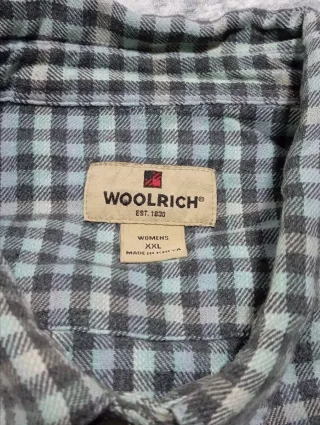 WOOLRICH®
EST. 1830
WOMENS
XXL
MADE IN